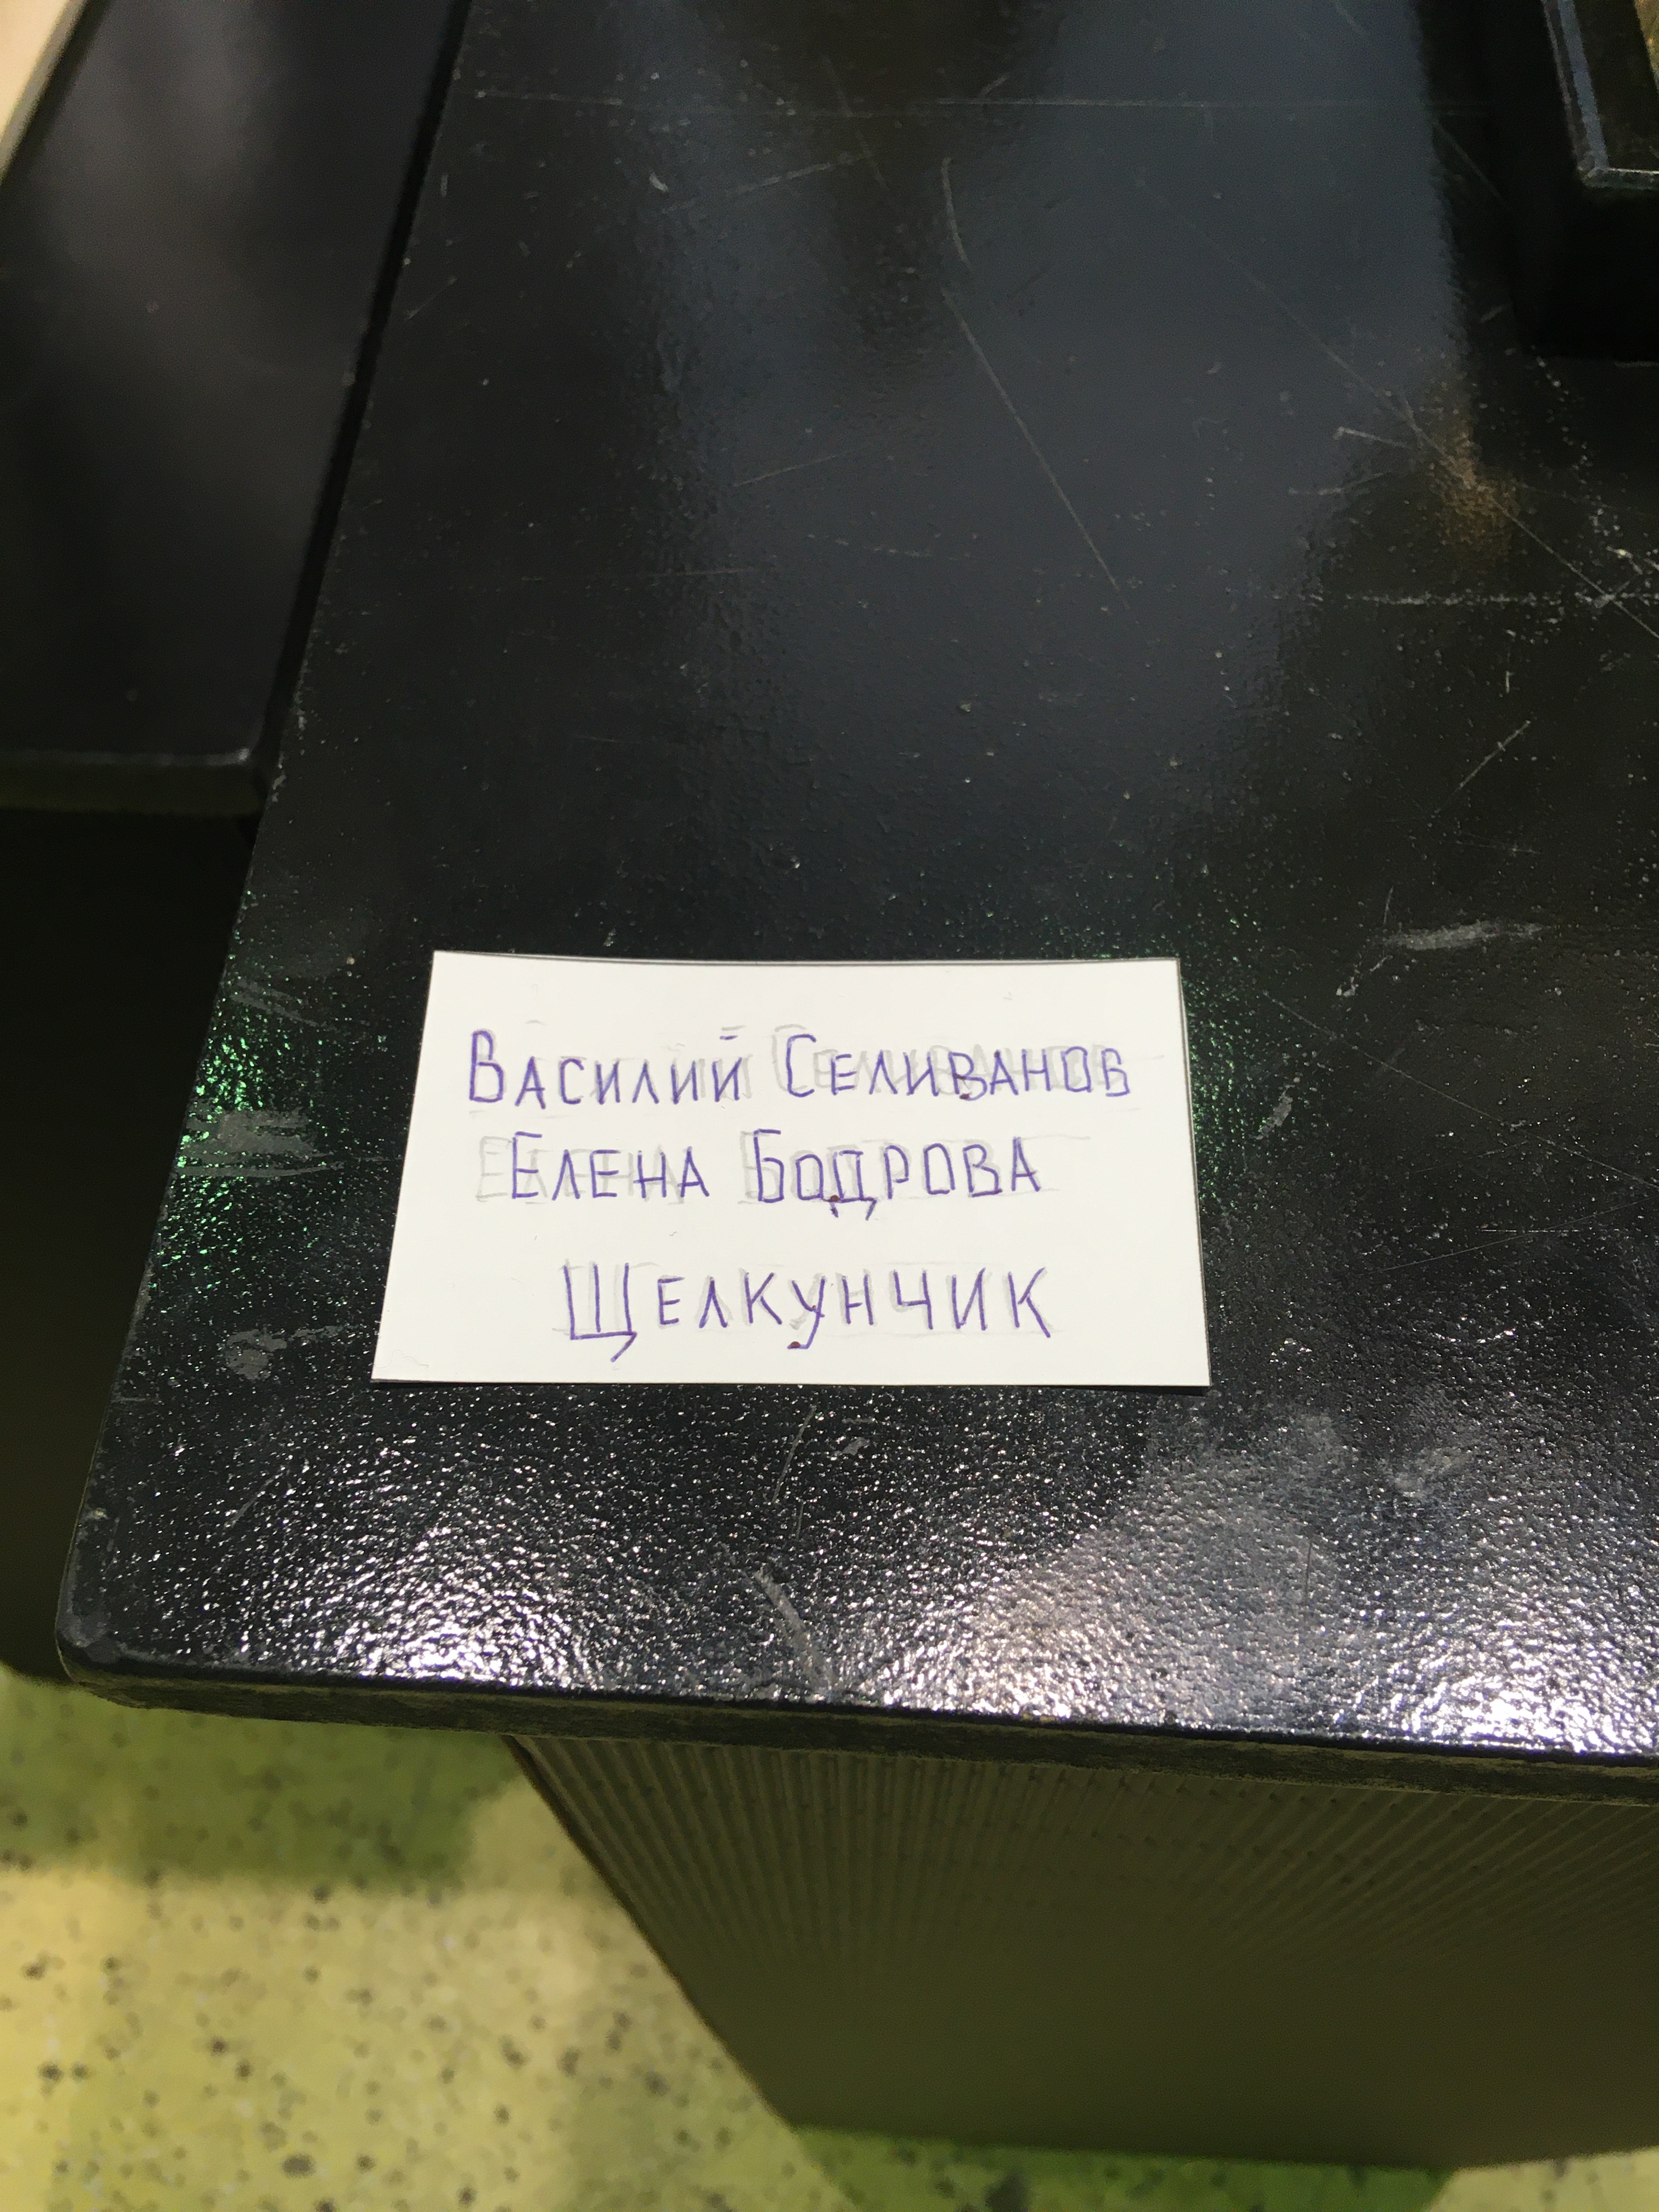 Василий Селиванов
Елена Бодрова
Щелкунчик